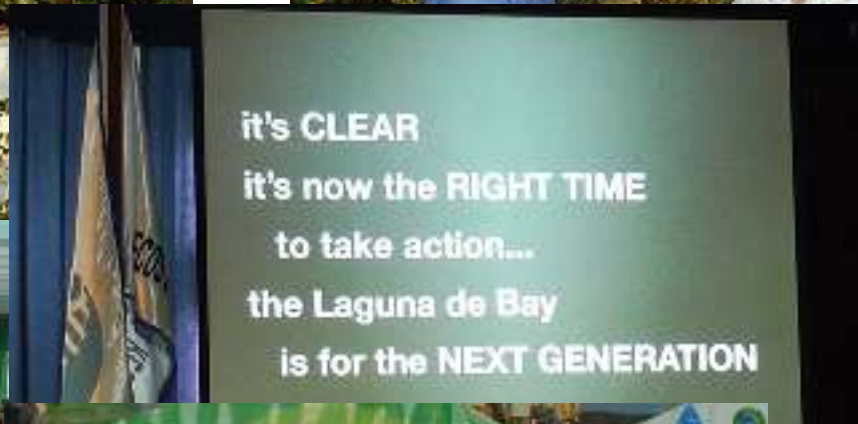 it's CLEAR
it's now the RIGHT TIME
to take action...
the Laguna de Bay
is for the NEXT GENERATION